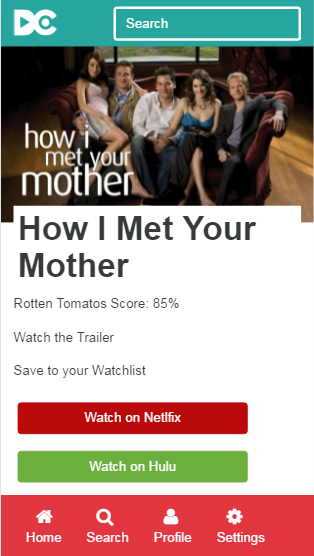 DC
Search
how i
met your
mother
How I Met Your
Mother
Rotten Tomatos Score: 85%
Watch the Trailer
Save to your Watchlist
Watch on Netlfix
Watch on Hulu
Home Search Profile Settings